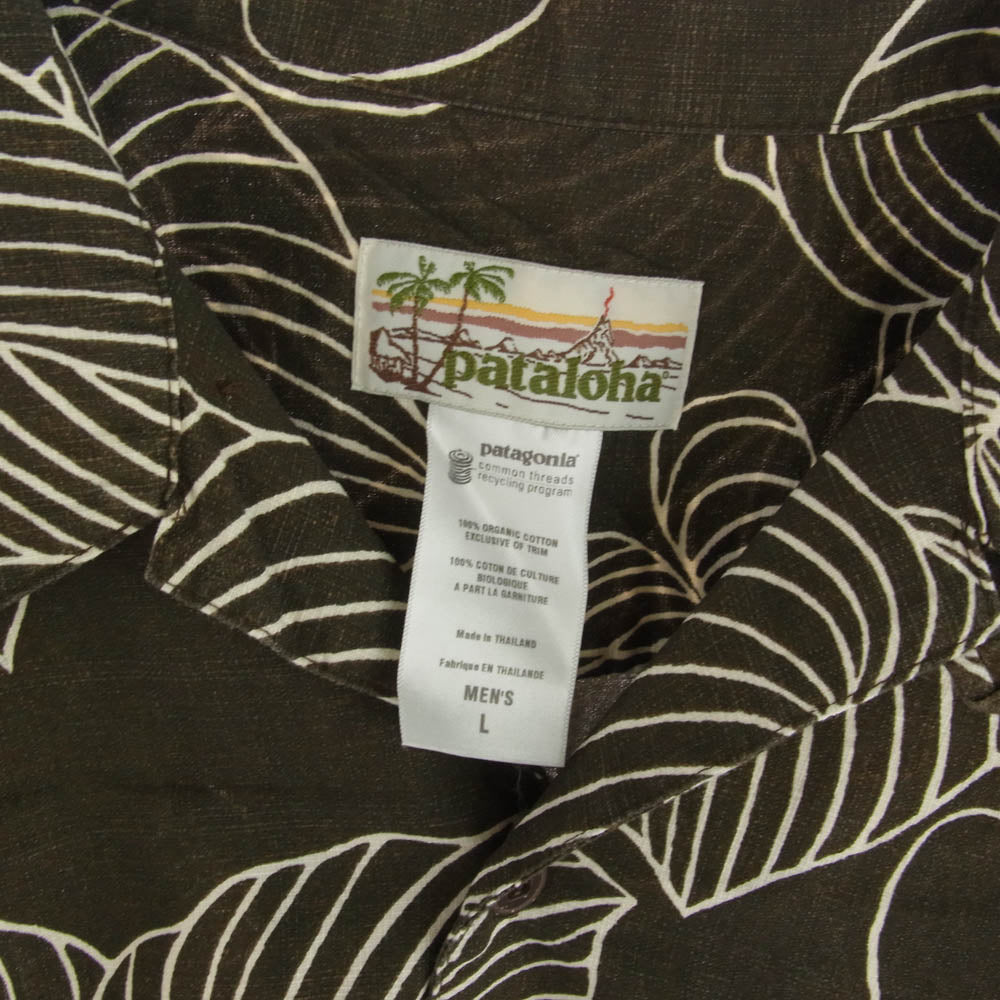 pataloha®
patagonia®
common threads
recycling program
100% ORGANIC COTTON
EXCLUSIVE OF TRIM
100% COTON DE CULTURE
BIOLOGIQUE
A PART LA GARNITURE
Made in THAILAND
Fabrique EN THAILANDE
MEN'S
L